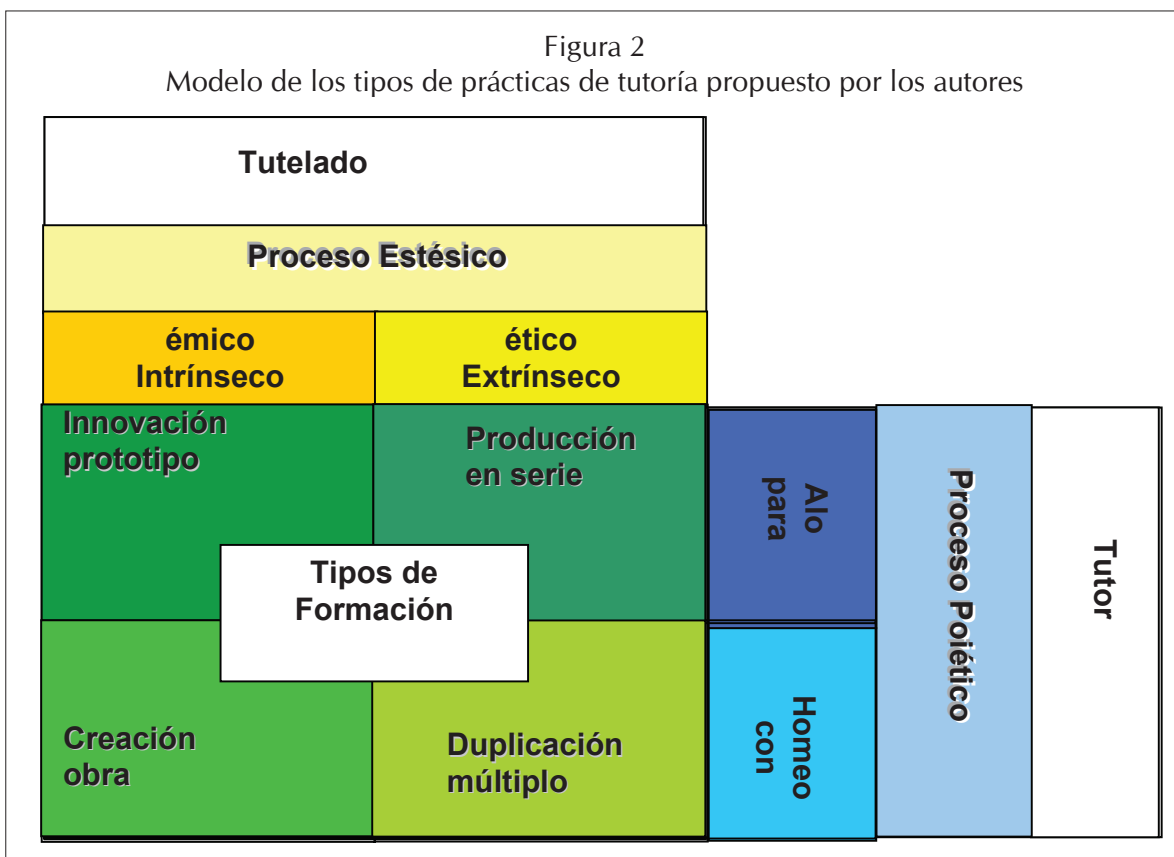 Figura 2
Modelo de los tipos de prácticas de tutoría propuesto por los autores
Tutelado
Proceso Estésico
émico
Intrínseco
ético
Extrínseco
Innovación
prototipo
Producción
en serie
Alo
para
Proceso Poiético
Tutor
Tipos de
Formación
Creación
obra
Duplicación
múltiplo
Homeo
con